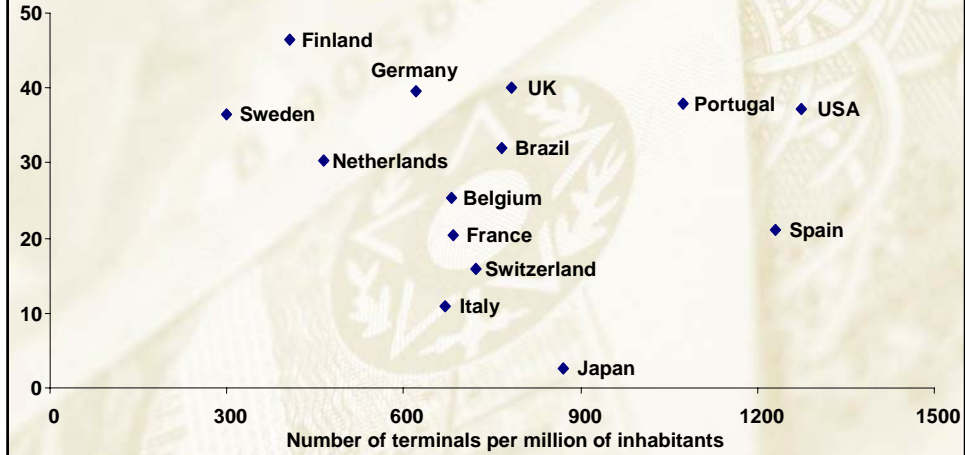 50
Finland
Germany
40
UK
Portugal
USA
Sweden
Brazil
30
Netherlands
Belgium
20
France
Spain
Switzerland
10
Italy
Japan
0
0 300 600 900 1200 1500
Number of terminals per million of inhabitants